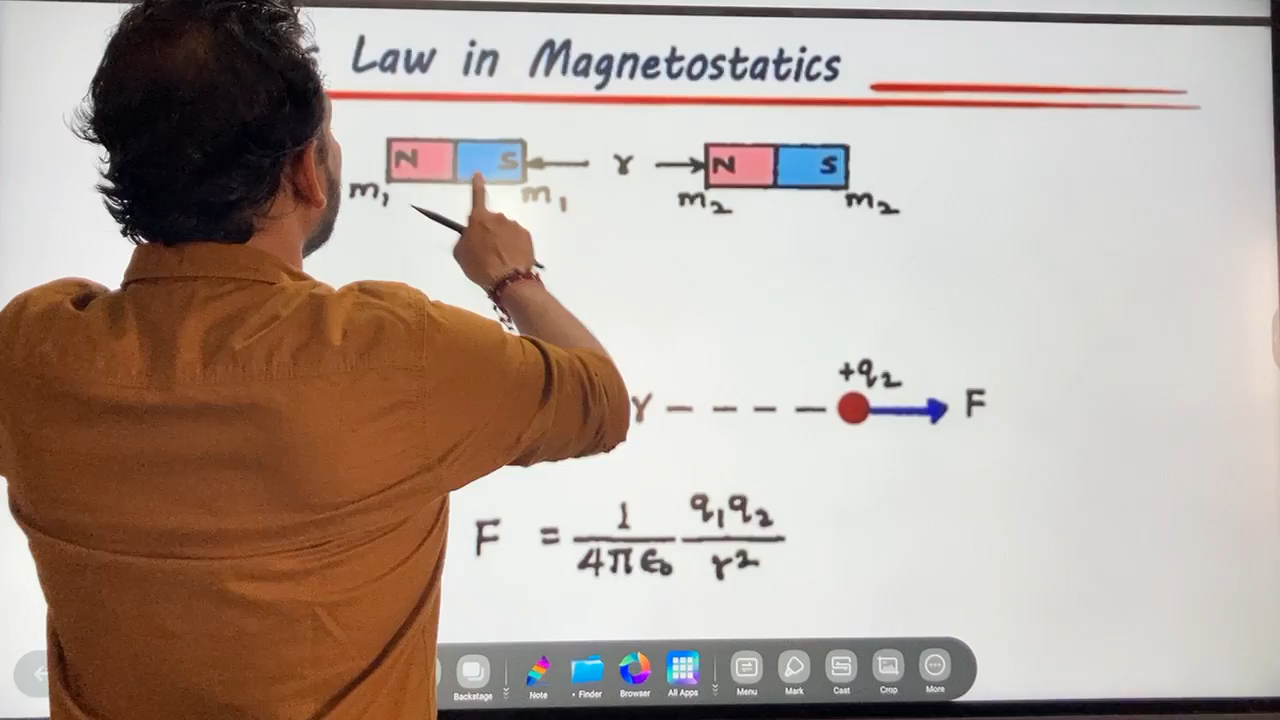 Law in Magnetostatics
N S r N S
m₁ m₁ m₂ m₂
+q₂
r F
F = 1/4πϵ₀ q₁q₂/r²
Backstage Note • Finder Browser All Apps Menu Mark Cast Crop More